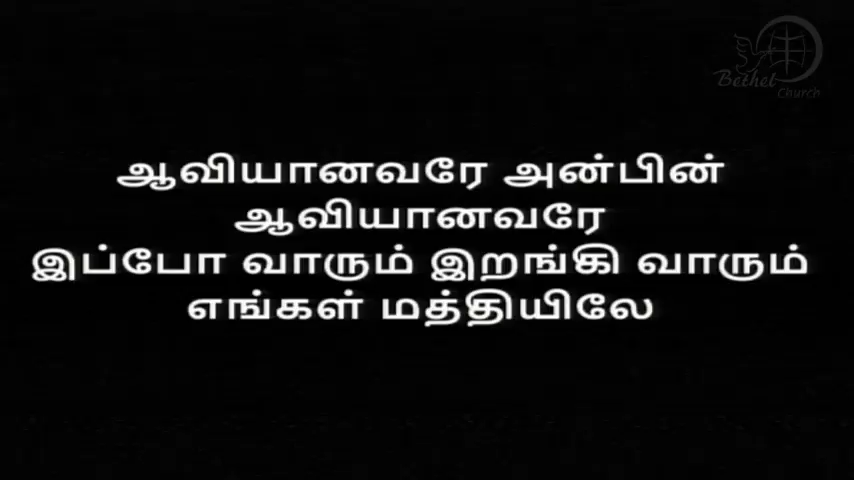 Bethel
Church
ஆவியானவரே அன்பின்
ஆவியானவரே
இப்போ வாரும் இறங்கி வாரும்
எங்கள் மத்தியிலே